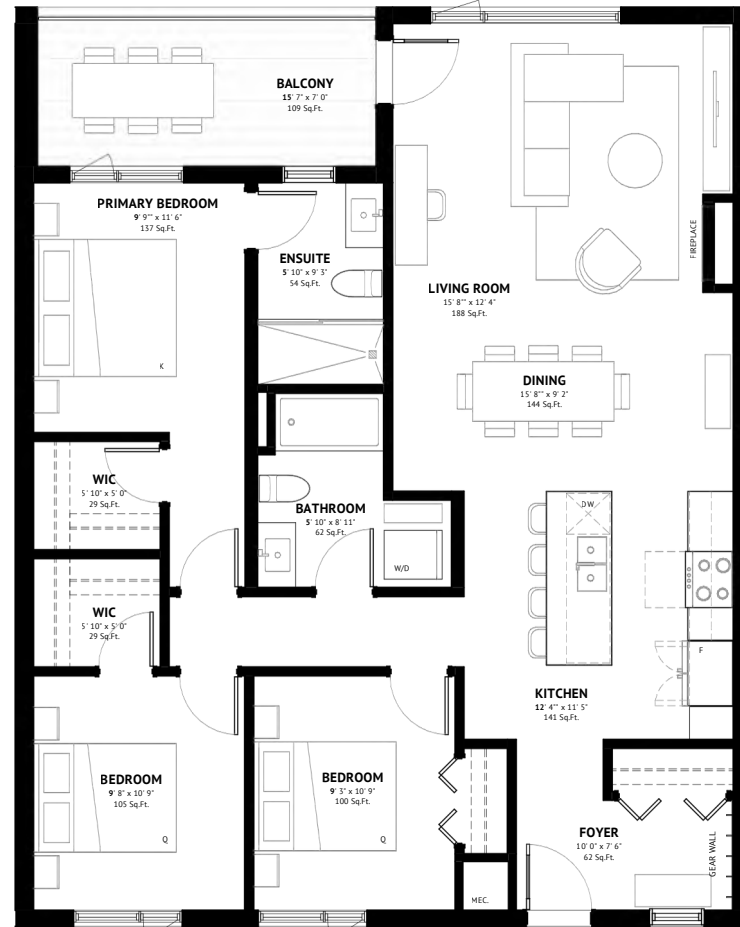 BALCONY
15' 7" x 7' 0"
109 Sq.Ft.
PRIMARY BEDROOM
9' 9"" x 11' 6"
137 Sq.Ft.
K
ENSUITE
5' 10" x 9' 3"
54 Sq.Ft.
FIREPLACE
LIVING ROOM
15' 8"" x 12' 4"
188 Sq.Ft.
DINING
15' 8"" x 9' 2"
144 Sq.Ft.
WIC
5' 10" x 5' 0"
29 Sq.Ft.
BATHROOM
5' 10" x 8' 11"
62 Sq.Ft.
W/D
DW
WIC
5' 10" x 5' 0"
29 Sq.Ft.
F
KITCHEN
12' 4"" x 11' 5"
141 Sq.Ft.
BEDROOM
9' 8" x 10' 9"
105 Sq.Ft.
Q
BEDROOM
9' 3" x 10' 9"
100 Sq.Ft.
Q
FOYER
10' 0" x 7' 6"
62 Sq.Ft.
GEAR WALL
MEC.